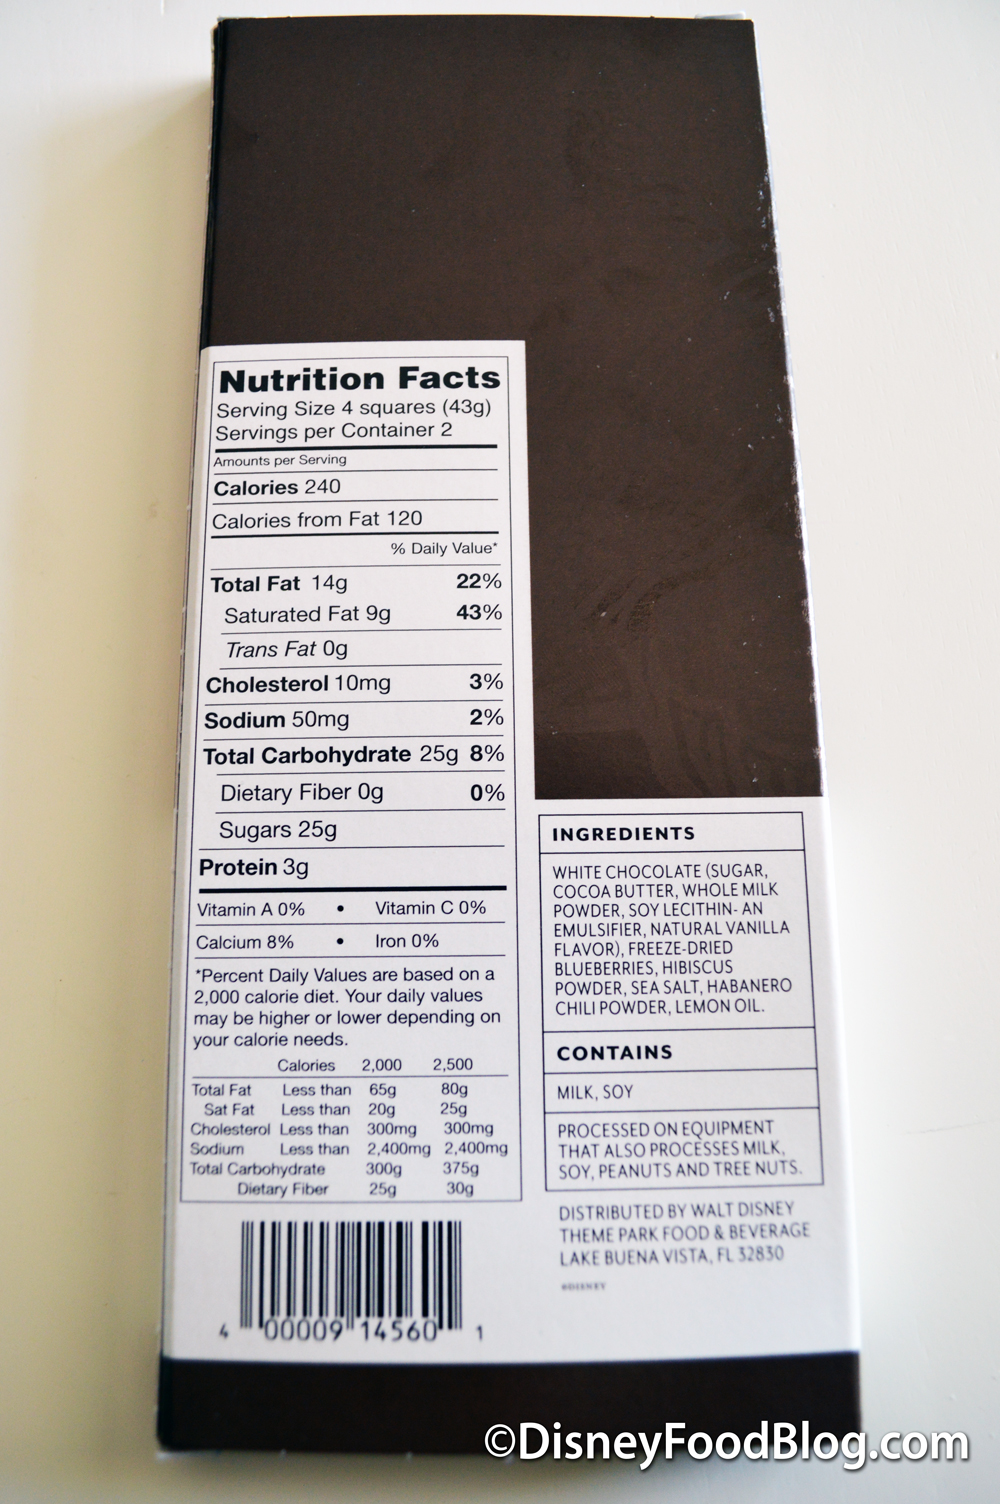 Nutrition Facts
Serving Size 4 squares (43g)
Servings per Container 2
Amounts per Serving
Calories 240
Calories from Fat 120
% Daily Value*
Total Fat 14g 22%
Saturated Fat 9g 43%
Trans Fat 0g
Cholesterol 10mg 3%
Sodium 50mg 2%
Total Carbohydrate 25g 8%
Dietary Fiber 0g 0%
Sugars 25g
Protein 3g
Vitamin A 0% • Vitamin C 0%
Calcium 8% • Iron 0%
*Percent Daily Values are based on a
2,000 calorie diet. Your daily values
may be higher or lower depending on
your calorie needs.
Calories 2,000 2,500
Total Fat Less than 65g 80g
Sat Fat Less than 20g 25g
Cholesterol Less than 300mg 300mg
Sodium Less than 2,400mg 2,400mg
Total Carbohydrate 300g 375g
Dietary Fiber 25g 30g
4 00009 14560 1
INGREDIENTS
WHITE CHOCOLATE (SUGAR,
COCOA BUTTER, WHOLE MILK
POWDER, SOY LECITHIN- AN
EMULSIFIER, NATURAL VANILLA
FLAVOR), FREEZE-DRIED
BLUEBERRIES, HIBISCUS
POWDER, SEA SALT, HABANERO
CHILI POWDER, LEMON OIL.
CONTAINS
MILK, SOY
PROCESSED ON EQUIPMENT
THAT ALSO PROCESSES MILK,
SOY, PEANUTS AND TREE NUTS.
DISTRIBUTED BY WALT DISNEY
THEME PARK FOOD & BEVERAGE
LAKE BUENA VISTA, FL 32830
©DISNEY
©DisneyFoodBlog.com